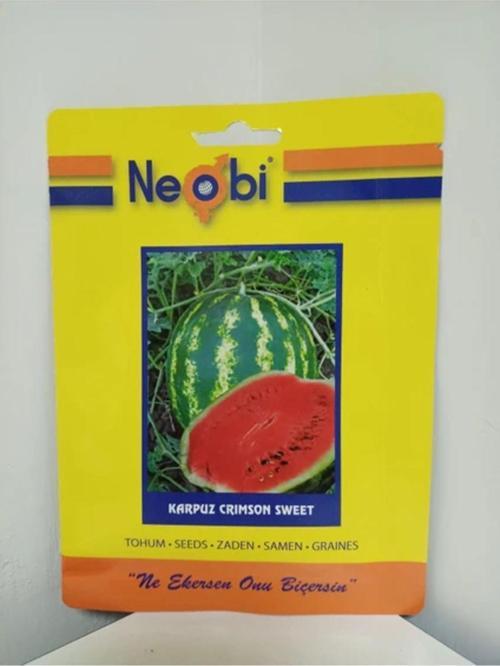 Neobi®
KARPUZ CRIMSON SWEET
TOHUM • SEEDS • ZADEN • SAMEN • GRAINES
"Ne Ekersen Onu Biçersin"